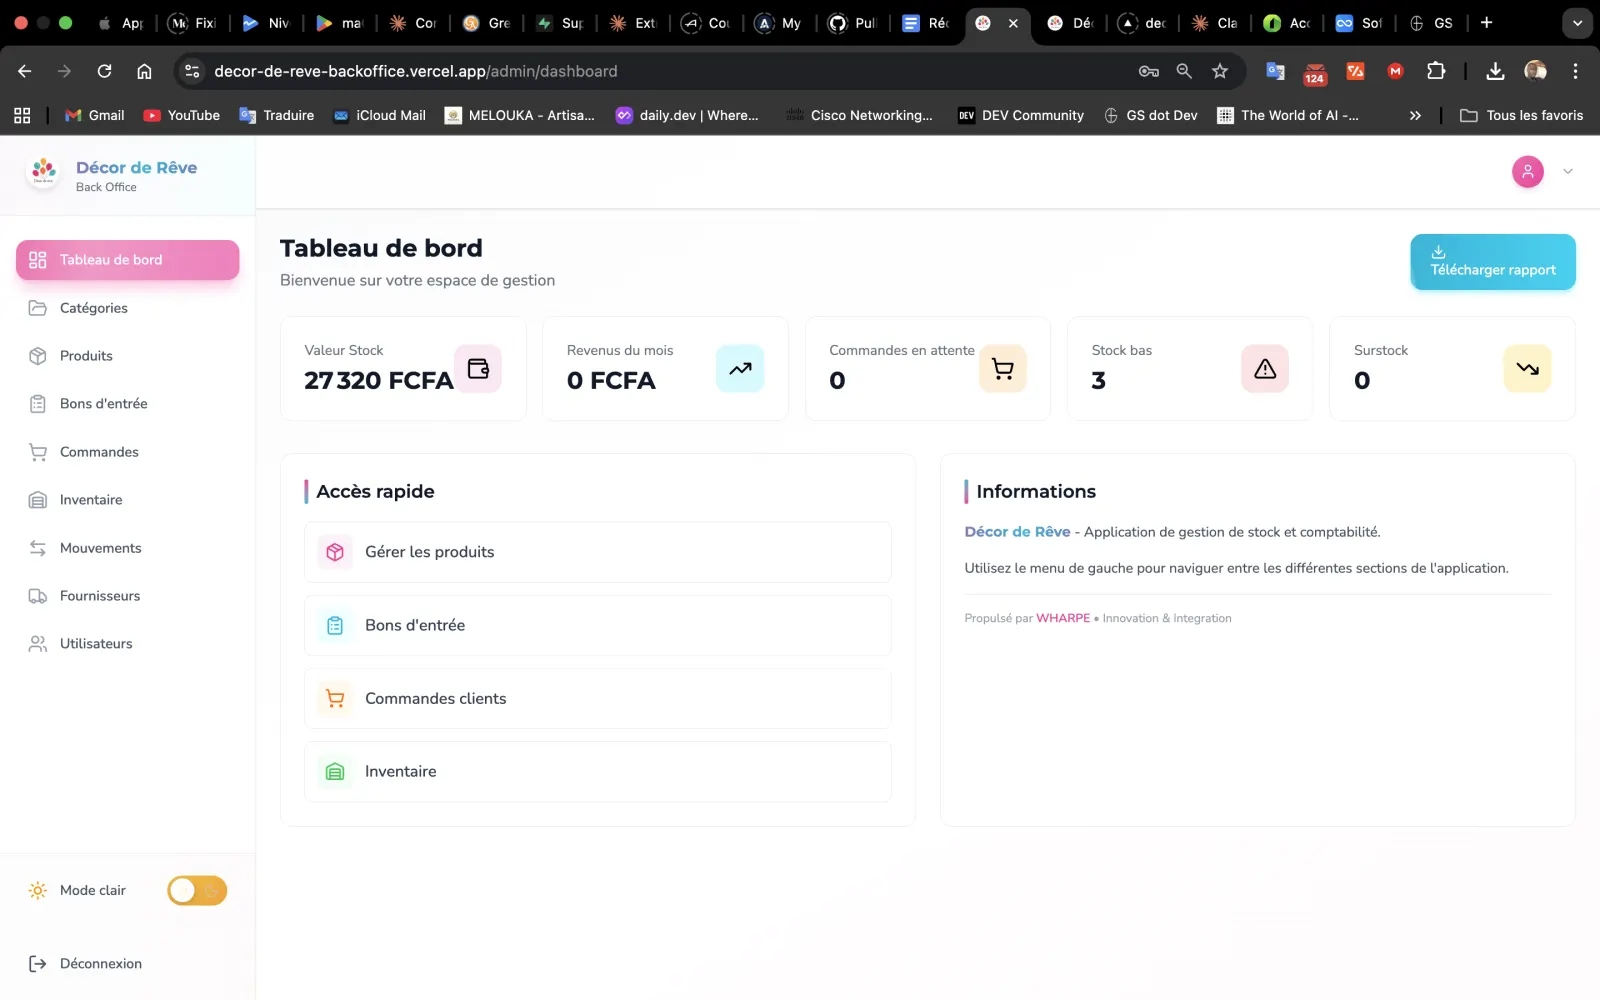 App
Fixi
Niv
ma
Cor
Gre
Sup
Exte
Cou
My
Pull
Réc
Déc
dec
Cla
Acc
Sof
GS
decor-de-reve-backoffice.vercel.app/admin/dashboard
124
Gmail
YouTube
Traduire
iCloud Mail
MELOUKA - Artisa...
daily.dev | Where...
Cisco Networking...
DEV
DEV Community
GS dot Dev
The World of AI -...
Tous les favoris
Décor de Rêve
Back Office
Tableau de bord
Catégories
Produits
Bons d'entrée
Commandes
Inventaire
Mouvements
Fournisseurs
Utilisateurs
Mode clair
Déconnexion
Tableau de bord
Bienvenue sur votre espace de gestion
Télécharger rapport
Valeur Stock
27 320 FCFA
Revenus du mois
0 FCFA
Commandes en attente
0
Stock bas
3
Surstock
0
Accès rapide
Gérer les produits
Bons d'entrée
Commandes clients
Inventaire
Informations
Décor de Rêve - Application de gestion de stock et comptabilité.
Utilisez le menu de gauche pour naviguer entre les différentes sections de l'application.
Propulsé par WHARPE • Innovation & Integration